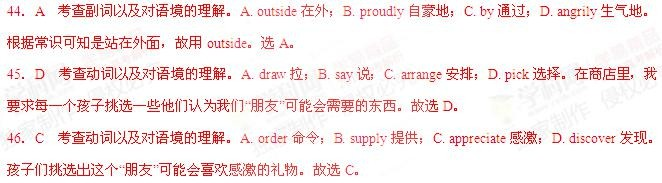 44. A 考查副词以及对语境的理解。A. outside 在外；B. proudly 自豪地；C. by 通过；D. angrily 生气地。
根据常识可知是站在外面，故用 outside。选 A。
45. D 考查动词以及对语境的理解。A. draw 拉；B. say 说；C. arrange 安排；D. pick 选择。在商店里，我
要求每一个孩子挑选一些他们认为我们“朋友”可能会需要的东西。故选 D。
46. C 考查动词以及对语境的理解。A. order 命令；B. supply 提供；C. appreciate 感激；D. discover 发现。
孩子们挑选出这个“朋友”可能会喜欢感激的礼物。故选 C。